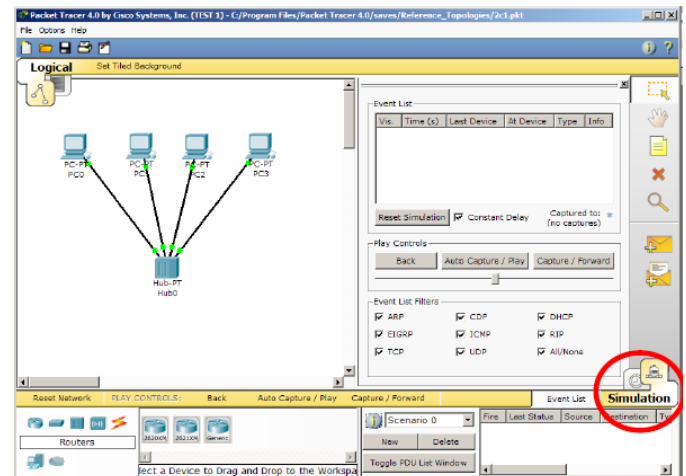 Packet Tracer 4.0 by Cisco Systems, Inc. (TEST 1) - C:/Program Files/Packet Tracer 4.0/saves/Reference_Topologies/2c1.pkt
File Options Help
Logical Set Tiled Background
Event List
Vis. Time (s) Last Device At Device Type Info
PC-PT PC-PT PC-PT PC-PT
PC0 PC1 PC2 PC3
Reset Simulation Constant Delay Captured to:
(no captures)
Play Controls
Back Auto Capture / Play Capture / Forward
Hub-PT
Hub0
Event List Filters
ARP CDP DHCP
EIGRP ICMP RIP
TCP UDP All/None
Reset Network PLAY CONTROLS: Back Auto Capture / Play Capture / Forward Event List Simulation
Scenario 0 Fire Last Status Source Destination
Routers 2620XM 2621XM Generic
New Delete
Toggle PDU List Window
lect a Device to Drag and Drop to the Workspa